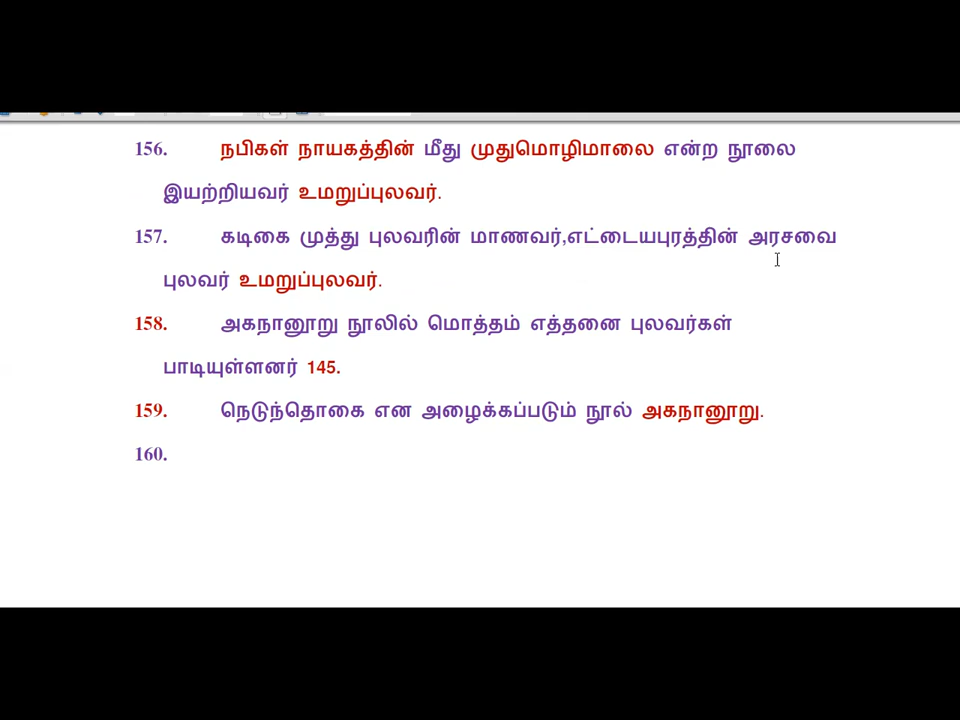 156. நபிகள் நாயகத்தின் மீது முதுமொழிமாலை என்ற நூலை
இயற்றியவர் உமறுப்புலவர்.
157. கடிகை முத்து புலவரின் மாணவர்,எட்டையபுரத்தின் அரசவை
புலவர் உமறுப்புலவர்.
158. அகநானூறு நூலில் மொத்தம் எத்தனை புலவர்கள்
பாடியுள்ளனர் 145.
159. நெடுந்தொகை என அழைக்கப்படும் நூல் அகநானூறு.
160.